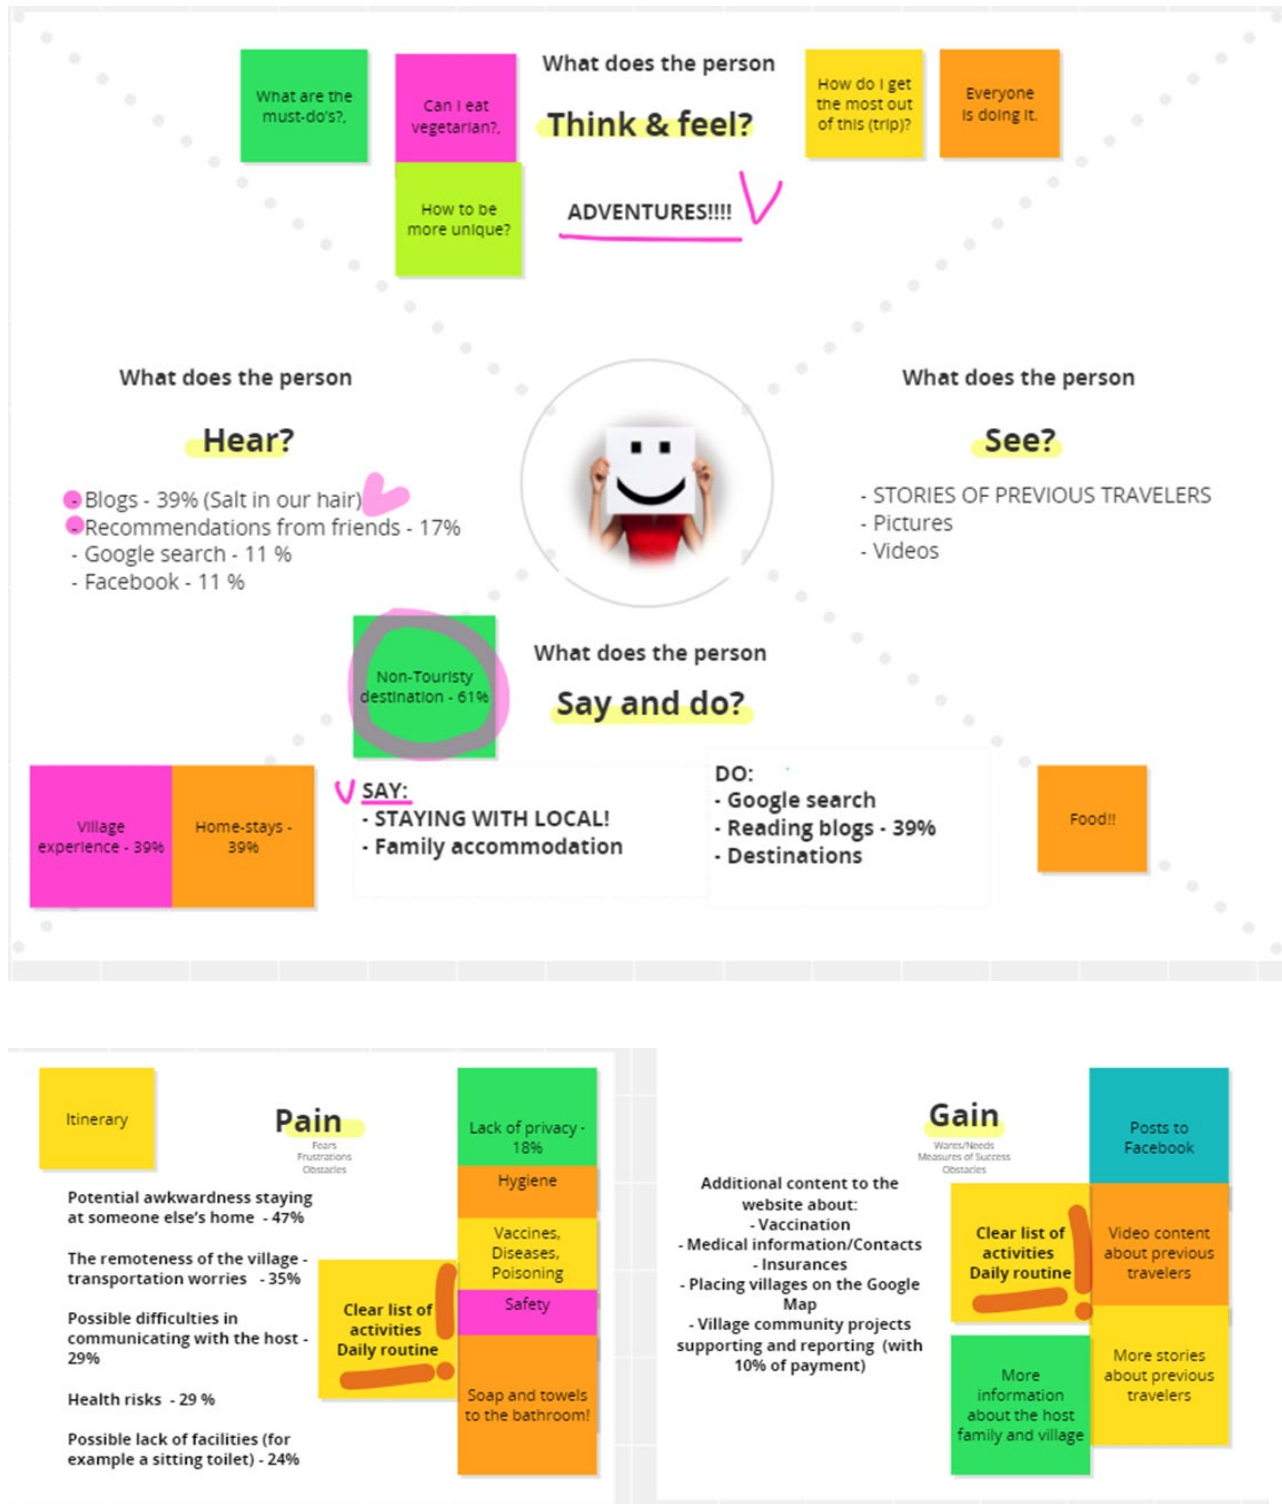 What does the person
Think & feel?
What are the
must-do's?,
Can I eat
vegetarian?,
How do I get
the most out
of this (trip)?
Everyone
is doing it.
How to be
more unique?
ADVENTURES!!!!
What does the person
Hear?
- Blogs - 39% (Salt in our hair)
- Recommendations from friends - 17%
- Google search - 11 %
- Facebook - 11 %
What does the person
See?
- STORIES OF PREVIOUS TRAVELERS
- Pictures
- Videos
Non-Touristy
destination - 61%
What does the person
Say and do?
Village
experience - 39%
Home-stays -
39%
SAY:
- STAYING WITH LOCAL!
- Family accommodation
DO:
- Google search
- Reading blogs - 39%
- Destinations
Food!!
Itinerary
Pain
Fears
Frustrations
Obstacles
Potential awkwardness staying
at someone else's home - 47%
The remoteness of the village -
transportation worries - 35%
Possible difficulties in
communicating with the host -
29%
Health risks - 29 %
Possible lack of facilities (for
example a sitting toilet) - 24%
Clear list of
activities
Daily routine
Lack of privacy -
18%
Hygiene
Vaccines,
Diseases,
Poisoning
Safety
Soap and towels
to the bathroom!
Gain
Wares/Needs
Measures of Success
Obstacles
Additional content to the
website about:
- Vaccination
- Medical information/Contacts
- Insurances
- Placing villages on the Google
Map
- Village community projects
supporting and reporting (with
10% of payment)
Posts to
Facebook
Clear list of
activities
Daily routine
Video content
about previous
travelers
More
information
about the host
family and village
More stories
about previous
travelers